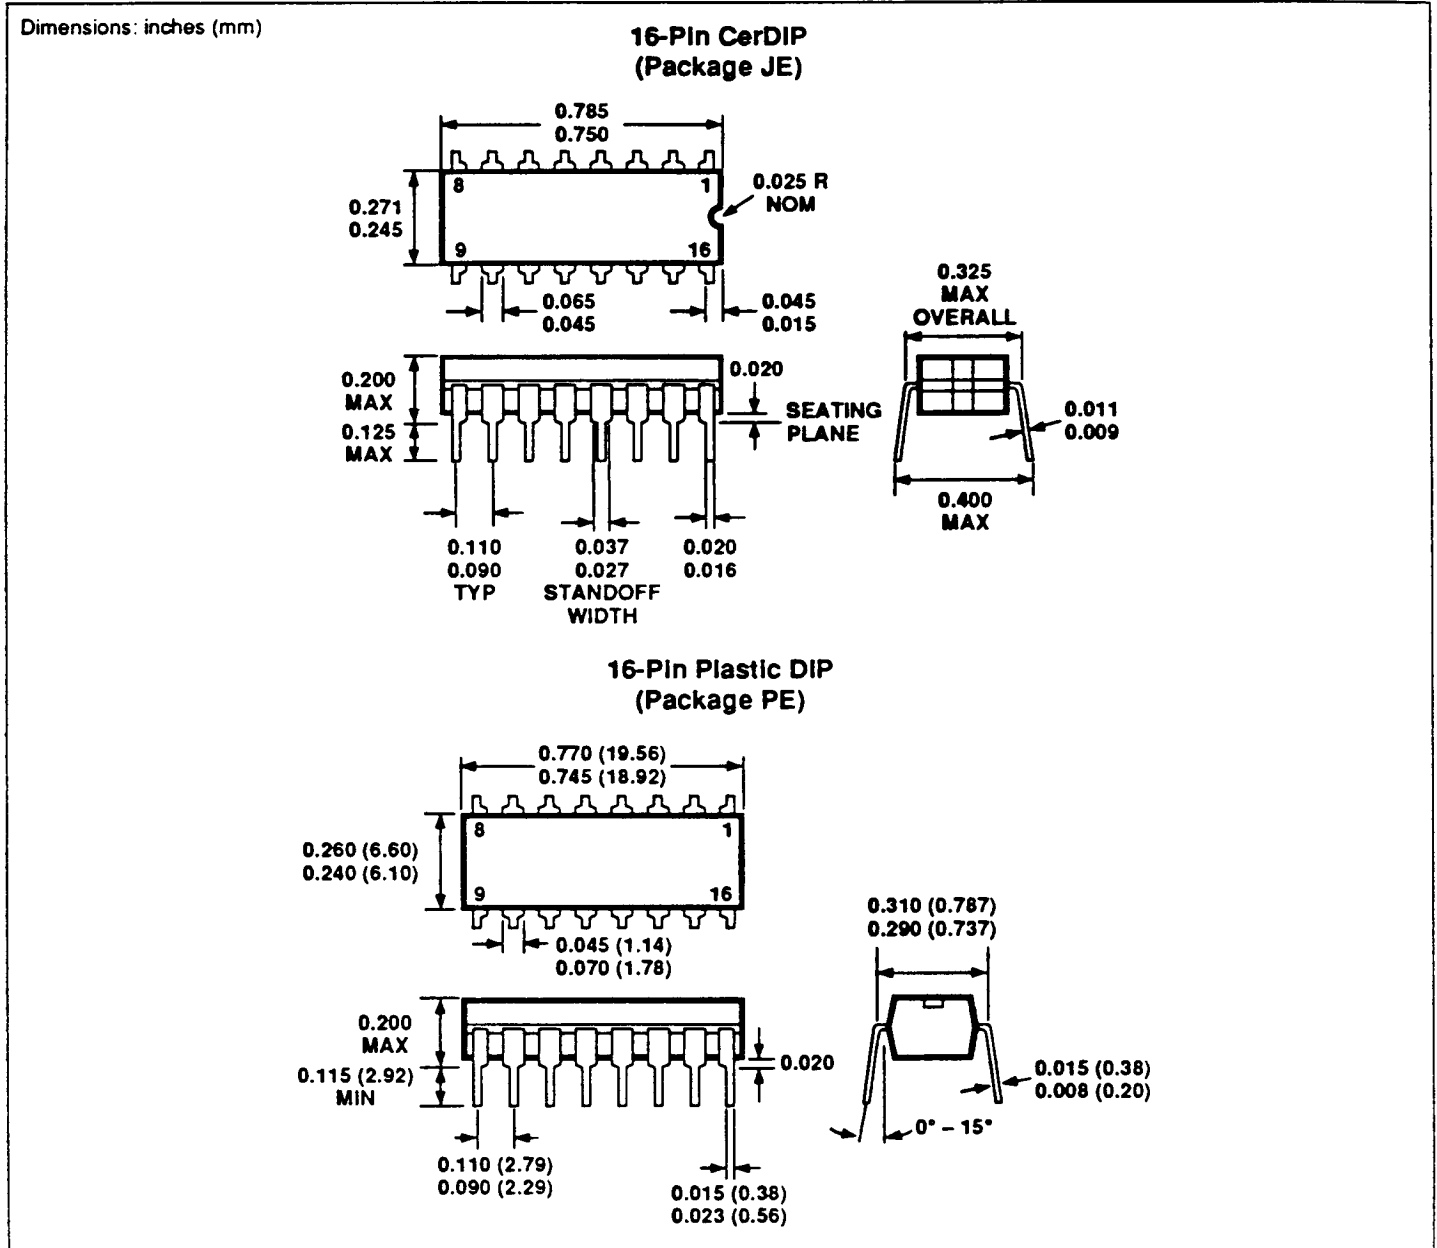 Dimensions: inches (mm)
16-Pin CerDIP
(Package JE)
0.785
0.750
8
1
0.025 R
NOM
0.271
0.245
9
16
0.065
0.045
0.045
0.015
0.325
MAX
OVERALL
0.200
MAX
0.125
MAX
0.020
SEATING
PLANE
0.011
0.009
0.400
MAX
0.110
0.090
TYP
0.037
0.027
STANDOFF
WIDTH
0.020
0.016
16-Pin Plastic DIP
(Package PE)
0.770 (19.56)
0.745 (18.92)
8
1
0.260 (6.60)
0.240 (6.10)
9
16
0.045 (1.14)
0.070 (1.78)
0.310 (0.787)
0.290 (0.737)
0.200
MAX
0.115 (2.92)
MIN
0.020
0.015 (0.38)
0.008 (0.20)
0° – 15°
0.110 (2.79)
0.090 (2.29)
0.015 (0.38)
0.023 (0.56)